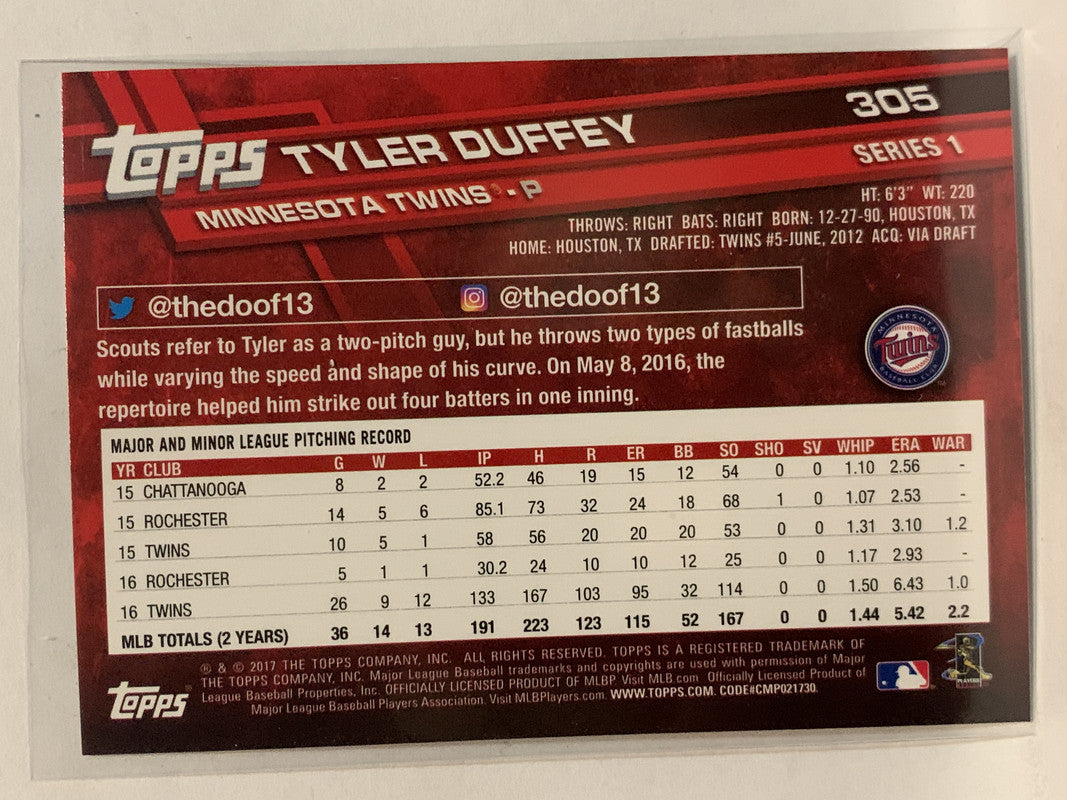 TOPPS TYLER DUFFEY 305
MINNESOTA TWINS - P SERIES 1
HT: 6'3" WT: 220
THROWS: RIGHT BATS: RIGHT BORN: 12-27-90, HOUSTON, TX
HOME: HOUSTON, TX DRAFTED: TWINS #5-JUNE, 2012 ACQ: VIA DRAFT
@thedoof13 @thedoof13
Scouts refer to Tyler as a two-pitch guy, but he throws two types of fastballs
while varying the speed and shape of his curve. On May 8, 2016, the
repertoire helped him strike out four batters in one inning.
MINNESOTA Twins BASEBALL CLUB
MAJOR AND MINOR LEAGUE PITCHING RECORD
YR CLUB G W L IP H R ER BB SO SHO SV WHIP ERA WAR
15 CHATTANOOGA 8 2 2 52.2 46 19 15 12 54 0 0 1.10 2.56 -
15 ROCHESTER 14 5 6 85.1 73 32 24 18 68 1 0 1.07 2.53 -
15 TWINS 10 5 1 58 56 20 20 20 53 0 0 1.31 3.10 1.2
16 ROCHESTER 5 1 1 30.2 24 10 10 12 25 0 0 1.17 2.93 -
16 TWINS 26 9 12 133 167 103 95 32 114 0 0 1.50 6.43 1.0
MLB TOTALS (2 YEARS) 36 14 13 191 223 123 115 52 167 0 0 1.44 5.42 2.2
® & © 2017 THE TOPPS COMPANY, INC. ALL RIGHTS RESERVED. TOPPS IS A REGISTERED TRADEMARK OF
THE TOPPS COMPANY, INC. Major League Baseball trademarks and copyrights are used with permission of Major
League Baseball Properties, Inc. OFFICIALLY LICENSED PRODUCT OF MLBP. Visit MLB.com Officially Licensed Product of
Major League Baseball Players Association. Visit MLBPlayers.com. WWW.TOPPS.COM. CODE#CMP021730.
TOPPS
PLAYERS